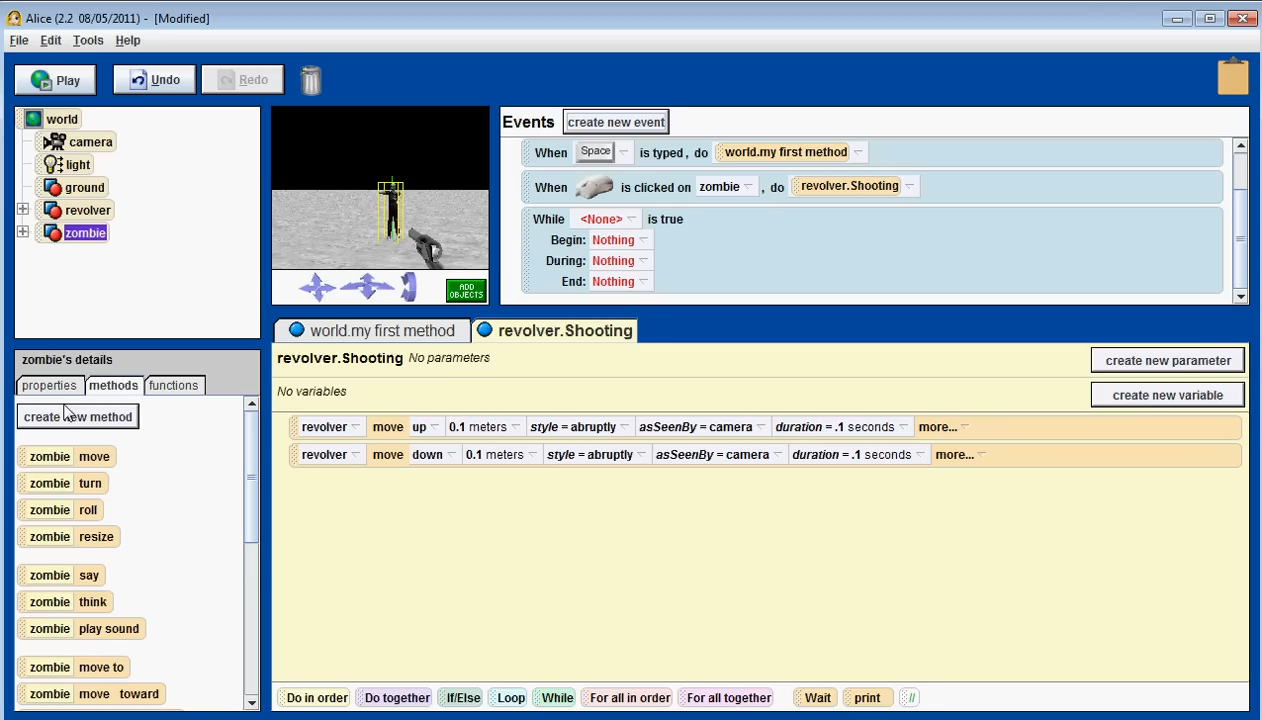 Alice (2.2 08/05/2011) - [Modified]
File Edit Tools Help
Play Undo Redo
world
camera
light
ground
revolver
zombie
ADD
OBJECTS
Events create new event
When Space is typed, do world.my first method
When is clicked on zombie , do revolver.Shooting
While <None> is true
Begin: Nothing
During: Nothing
End: Nothing
zombie's details
properties methods functions
create new method
zombie move
zombie turn
zombie roll
zombie resize
zombie say
zombie think
zombie play sound
zombie move to
zombie move toward
world.my first method revolver.Shooting
revolver.Shooting No parameters
create new parameter
No variables
create new variable
revolver move up 0.1 meters style = abruptly asSeenBy = camera duration = .1 seconds more...
revolver move down 0.1 meters style = abruptly asSeenBy = camera duration = .1 seconds more...
Do in order Do together If/Else Loop While For all in order For all together Wait print //